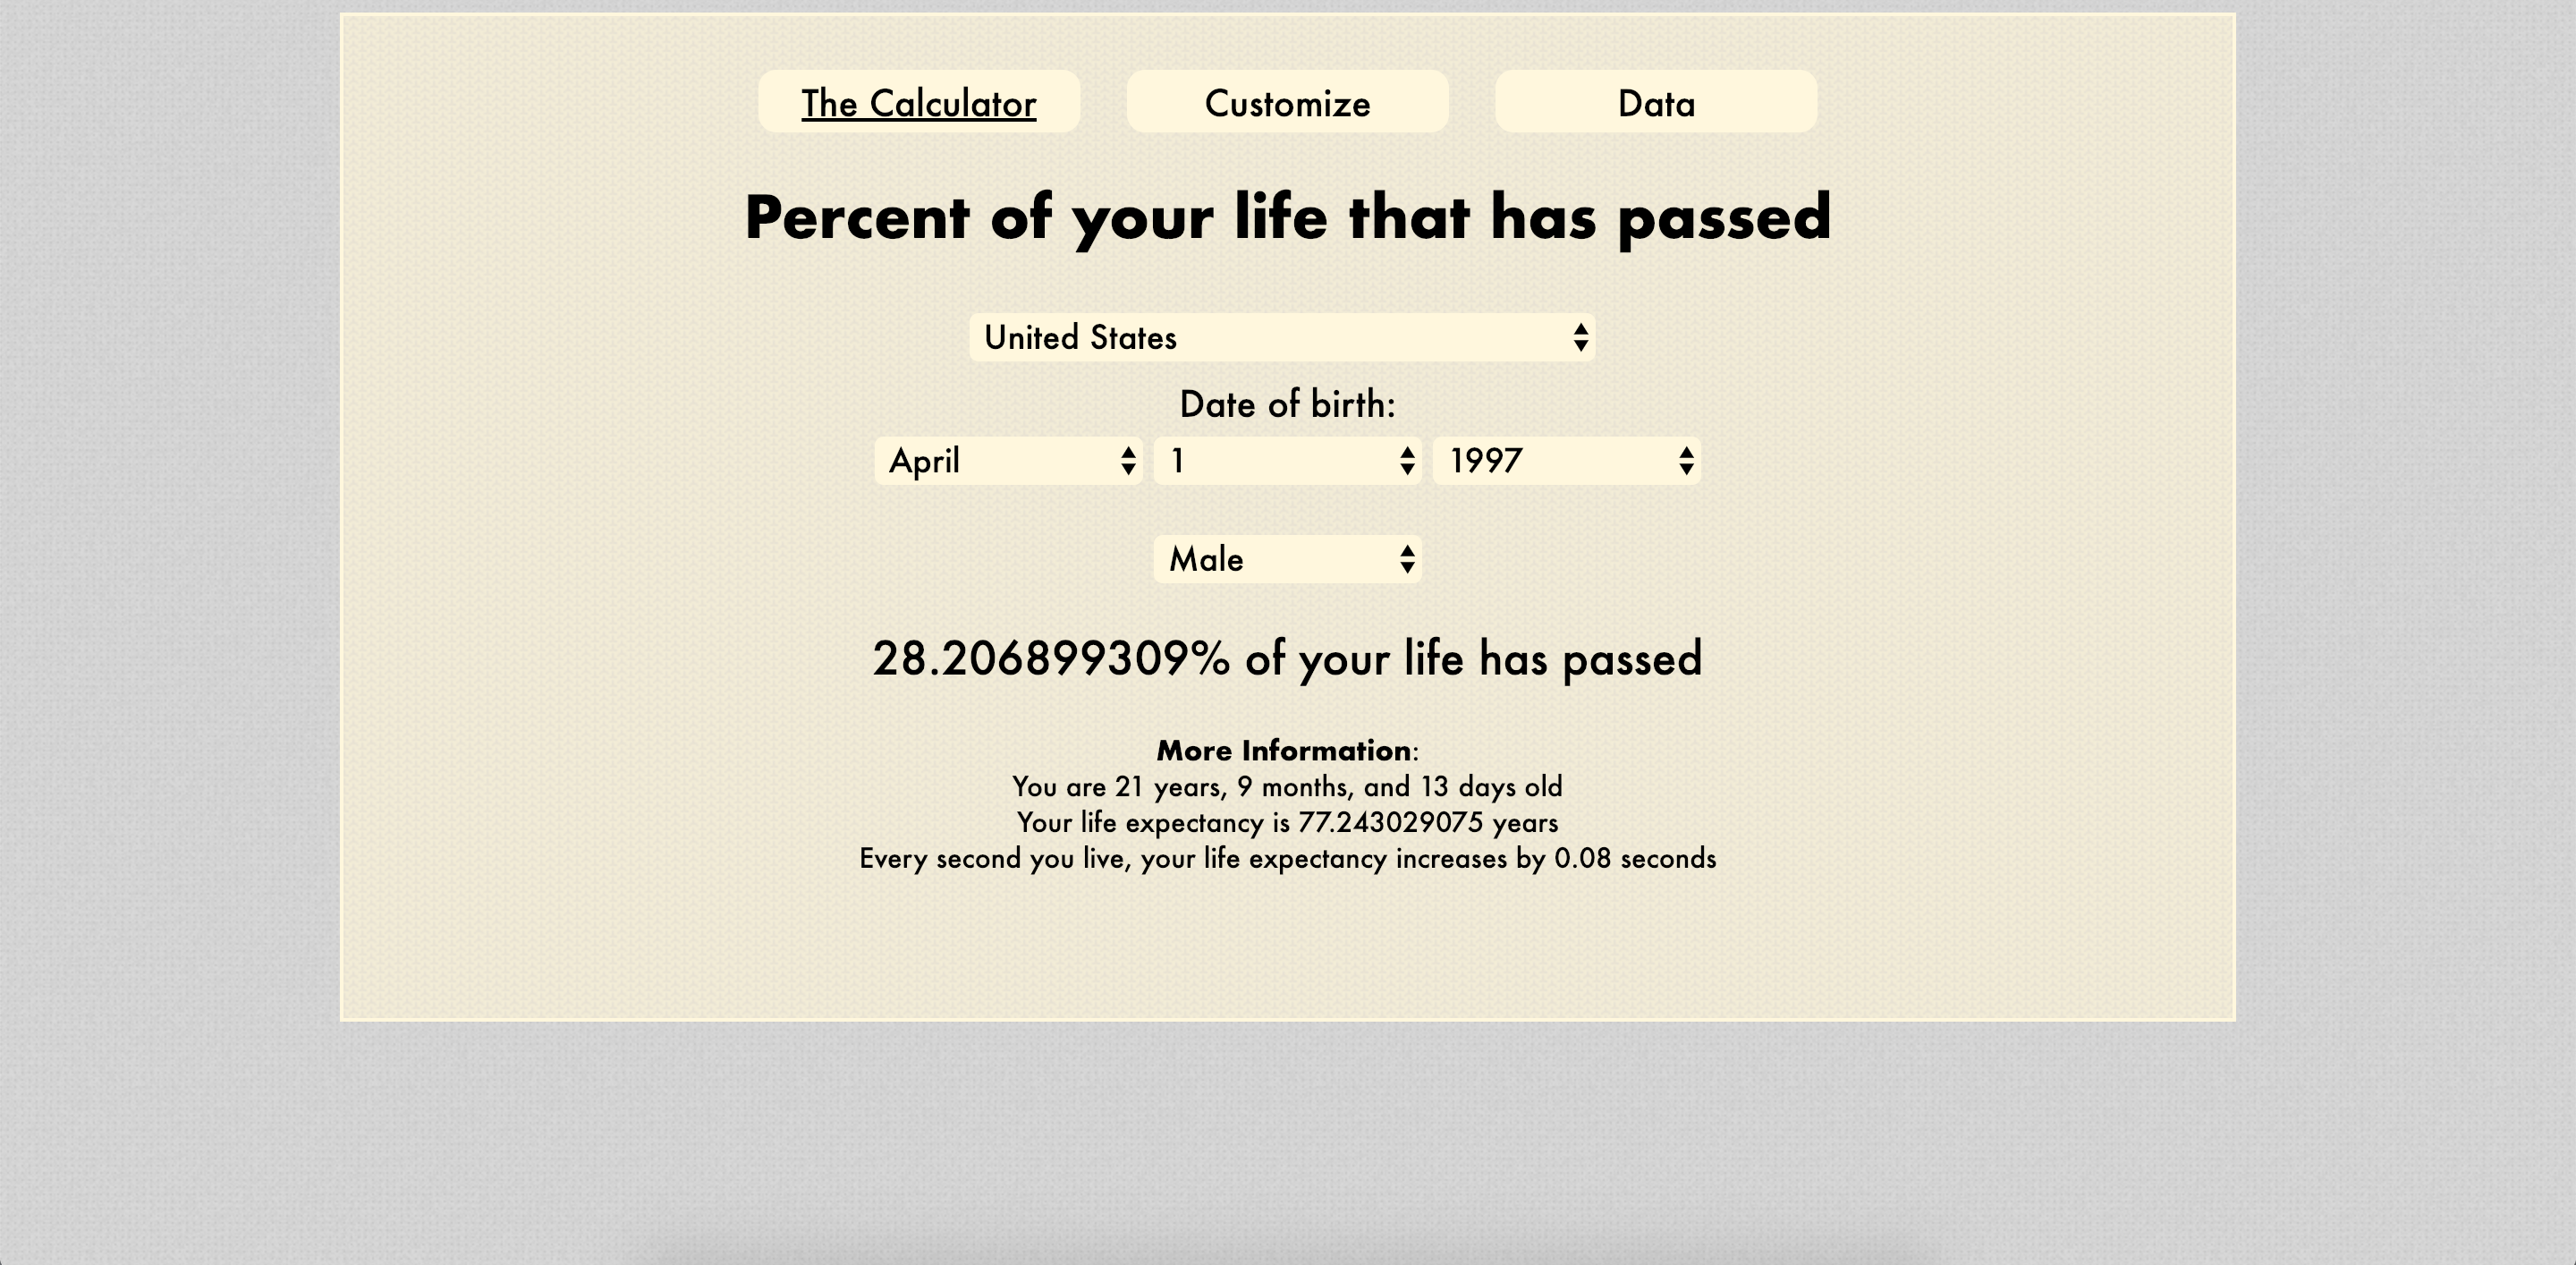 The Calculator Customize Data
Percent of your life that has passed
United States
Date of birth:
April 1 1997
Male
28.206899309% of your life has passed
More Information:
You are 21 years, 9 months, and 13 days old
Your life expectancy is 77.243029075 years
Every second you live, your life expectancy increases by 0.08 seconds